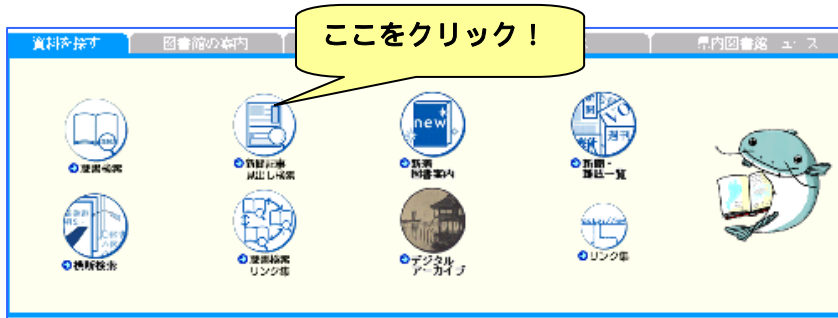 ここをクリック！
資料を探す
図書館の案内
県内図書館
蔵書検索
新聞記事
見出し検索
new
新着
図書案内
新聞・
雑誌一覧
週刊
横断検索
蔵書検索
リンク集
デジタル
アーカイブ
リンク集